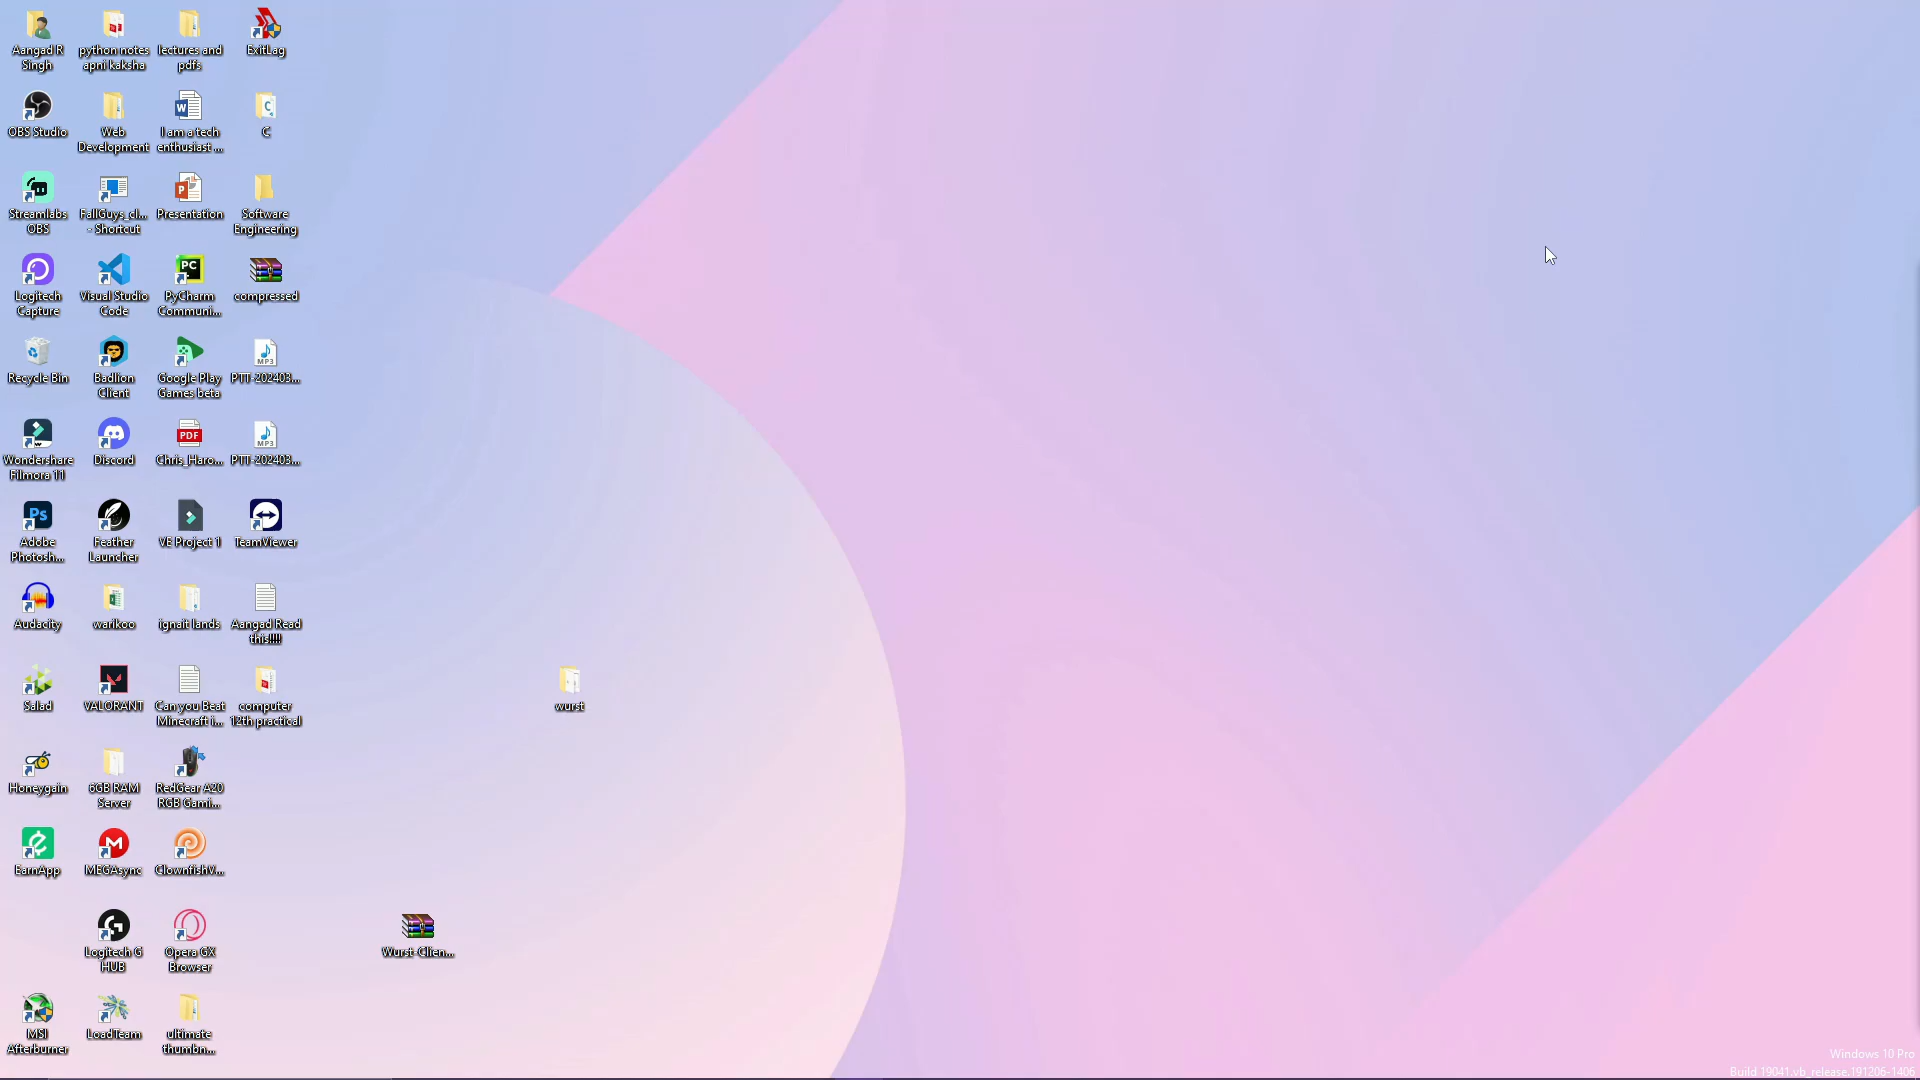 Aangad R
Singh
python notes
apni kaksha
lectures and
pdfs
ExitLag
OBS Studio
Web
Development
I am a tech
enthusiast ...
C
Streamlabs
OBS
FallGuys_cl...
- Shortcut
Presentation
Software
Engineering
Logitech
Capture
Visual Studio
Code
PyCharm
Communi...
compressed
Recycle Bin
Badlion
Client
Google Play
Games beta
PTT-202403...
Wondershare
Filmora 11
Discord
Chris_Haro...
PTT-202403...
Adobe
Photosh...
Feather
Launcher
VE Project 1
TeamViewer
Audacity
warikoo
ignait lands
Aangad Read
this!!!!
Salad
VALORANT
Can you Beat
Minecraft i...
computer
12th practical
wurst
Honeygain
6GB RAM
Server
RedGear A20
RGB Gami...
EarnApp
MEGAsync
ClownfishV...
Logitech G
HUB
Opera GX
Browser
Wurst-Clien...
MSI
Afterburner
LoadTeam
ultimate
thumbn...
Windows 10 Pro
Build 19041.vb_release.191206-1406
PC
MP3
MP3
PDF
Ps